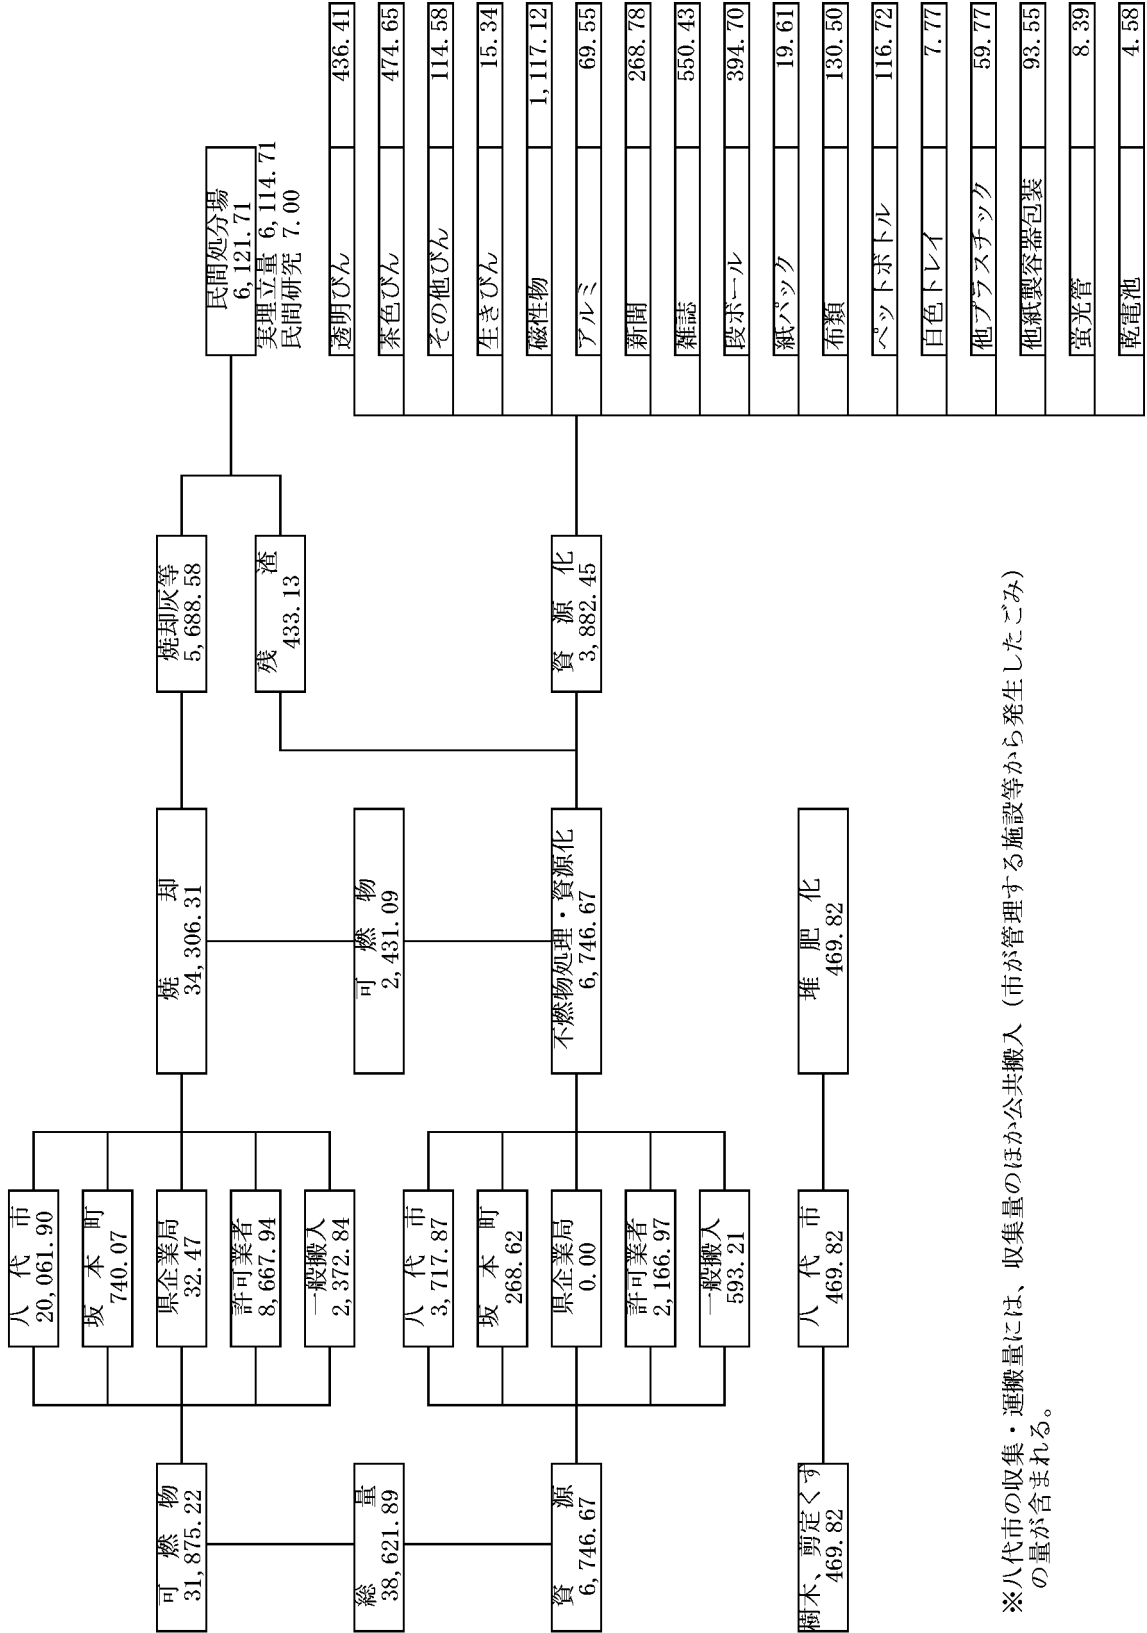 可 燃 物
31,875.22
総 量
38,621.89
資 源
6,746.67
樹木、剪定くず
469.82
八 代 市
20,061.90
坂 本 町
740.07
県企業局
32.47
許可業者
8,667.94
一般搬入
2,372.84
八 代 市
3,717.87
坂 本 町
268.62
県企業局
0.00
許可業者
2,166.97
一般搬入
593.21
八 代 市
469.82
焼 却
34,306.31
可 燃 物
2,431.09
不燃物処理・資源化
6,746.67
堆 肥 化
469.82
焼却灰等
5,688.58
残 渣
433.13
資 源 化
3,882.45
民間処分場
6,121.71
実埋立量 6,114.71
民間研究 7.00
透明びん 436.41
茶色びん 474.65
その他びん 114.58
生きびん 15.34
磁性物 1,117.12
アルミ 69.55
新聞 268.78
雑誌 550.43
段ボール 394.70
紙パック 19.61
布類 130.50
ペットボトル 116.72
白色トレイ 7.77
他プラスチック 59.77
他紙製容器包装 93.55
蛍光管 8.39
乾電池 4.58
※八代市の収集・運搬量には、収集量のほか公共搬入（市が管理する施設等から発生したごみ）
の量が含まれる。